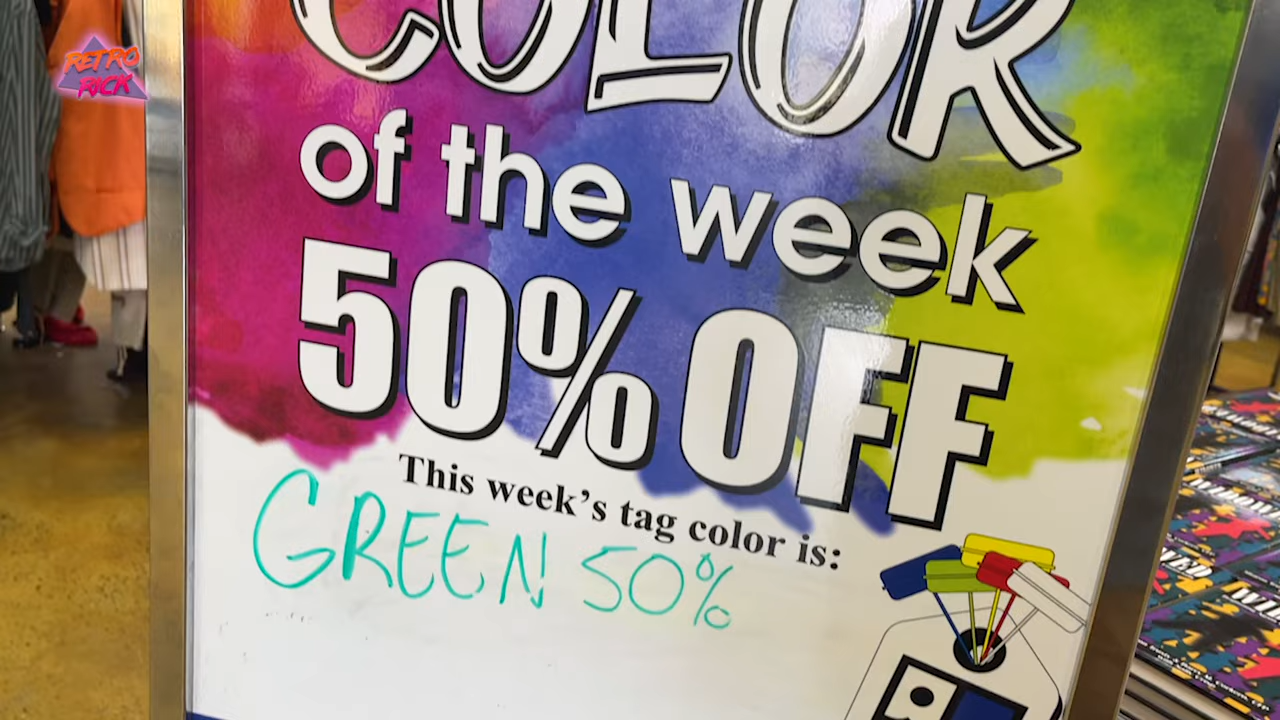 RETRO
RICK
COLOR
of the week
50% OFF
This week's tag color is:
GREEN 50%